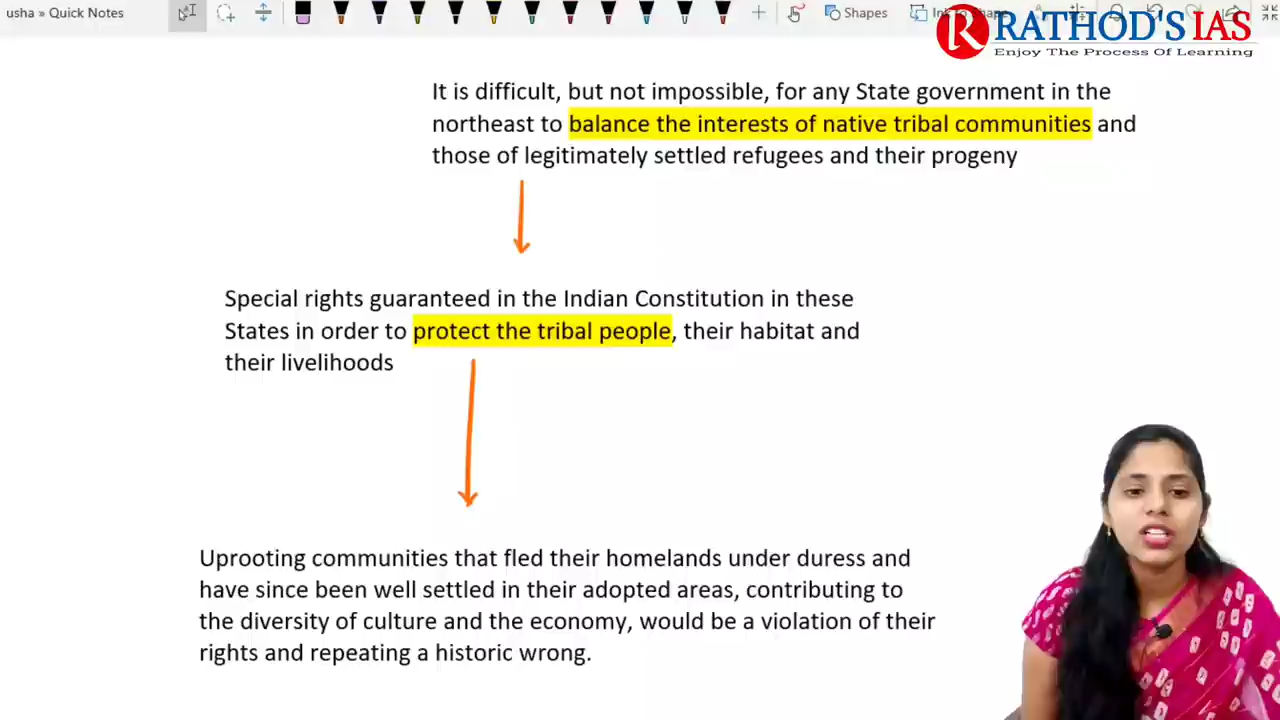 usha » Quick Notes
Shapes
RATHOD'S IAS
Enjoy The Process Of Learning
It is difficult, but not impossible, for any State government in the
northeast to balance the interests of native tribal communities and
those of legitimately settled refugees and their progeny
Special rights guaranteed in the Indian Constitution in these
States in order to protect the tribal people, their habitat and
their livelihoods
Uprooting communities that fled their homelands under duress and
have since been well settled in their adopted areas, contributing to
the diversity of culture and the economy, would be a violation of their
rights and repeating a historic wrong.